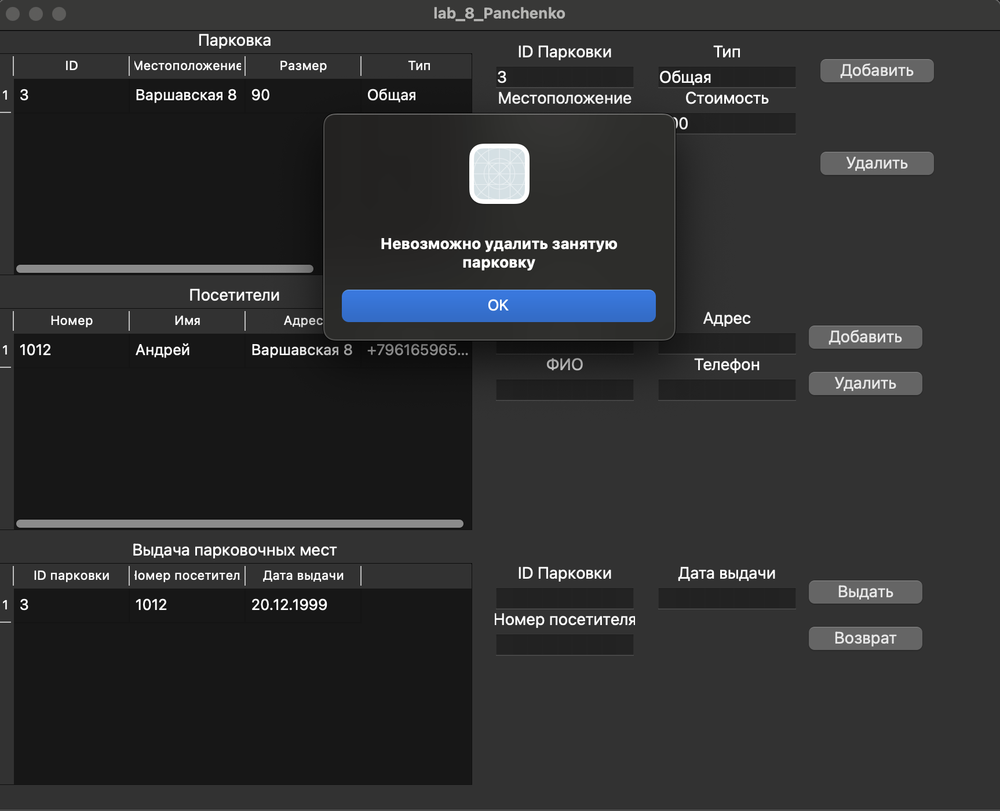 lab_8_Panchenko
Парковка
ID Местоположение Размер Тип
1 3 Варшавская 8 90 Общая
ID Парковки Тип
3 Общая
Добавить
Местоположение Стоимость
Удалить
Невозможно удалить занятую
парковку
OK
Посетители
Номер Имя Адрес
1 1012 Андрей Варшавская 8 +796165965...
Адрес
Добавить
ФИО Телефон
Удалить
Выдача парковочных мест
ID парковки Номер посетител Дата выдачи
1 3 1012 20.12.1999
ID Парковки Дата выдачи
Выдать
Номер посетителя
Возврат